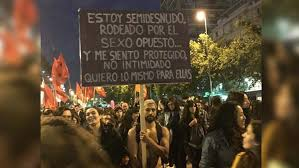 ESTOY SEMIDESNUDO,
RODEADO POR EL
SEXO OPUESTO...
Y ME SIENTO PROTEGIDO,
NO INTIMIDADO
QUIERO LO MISMO PARA ELLAS